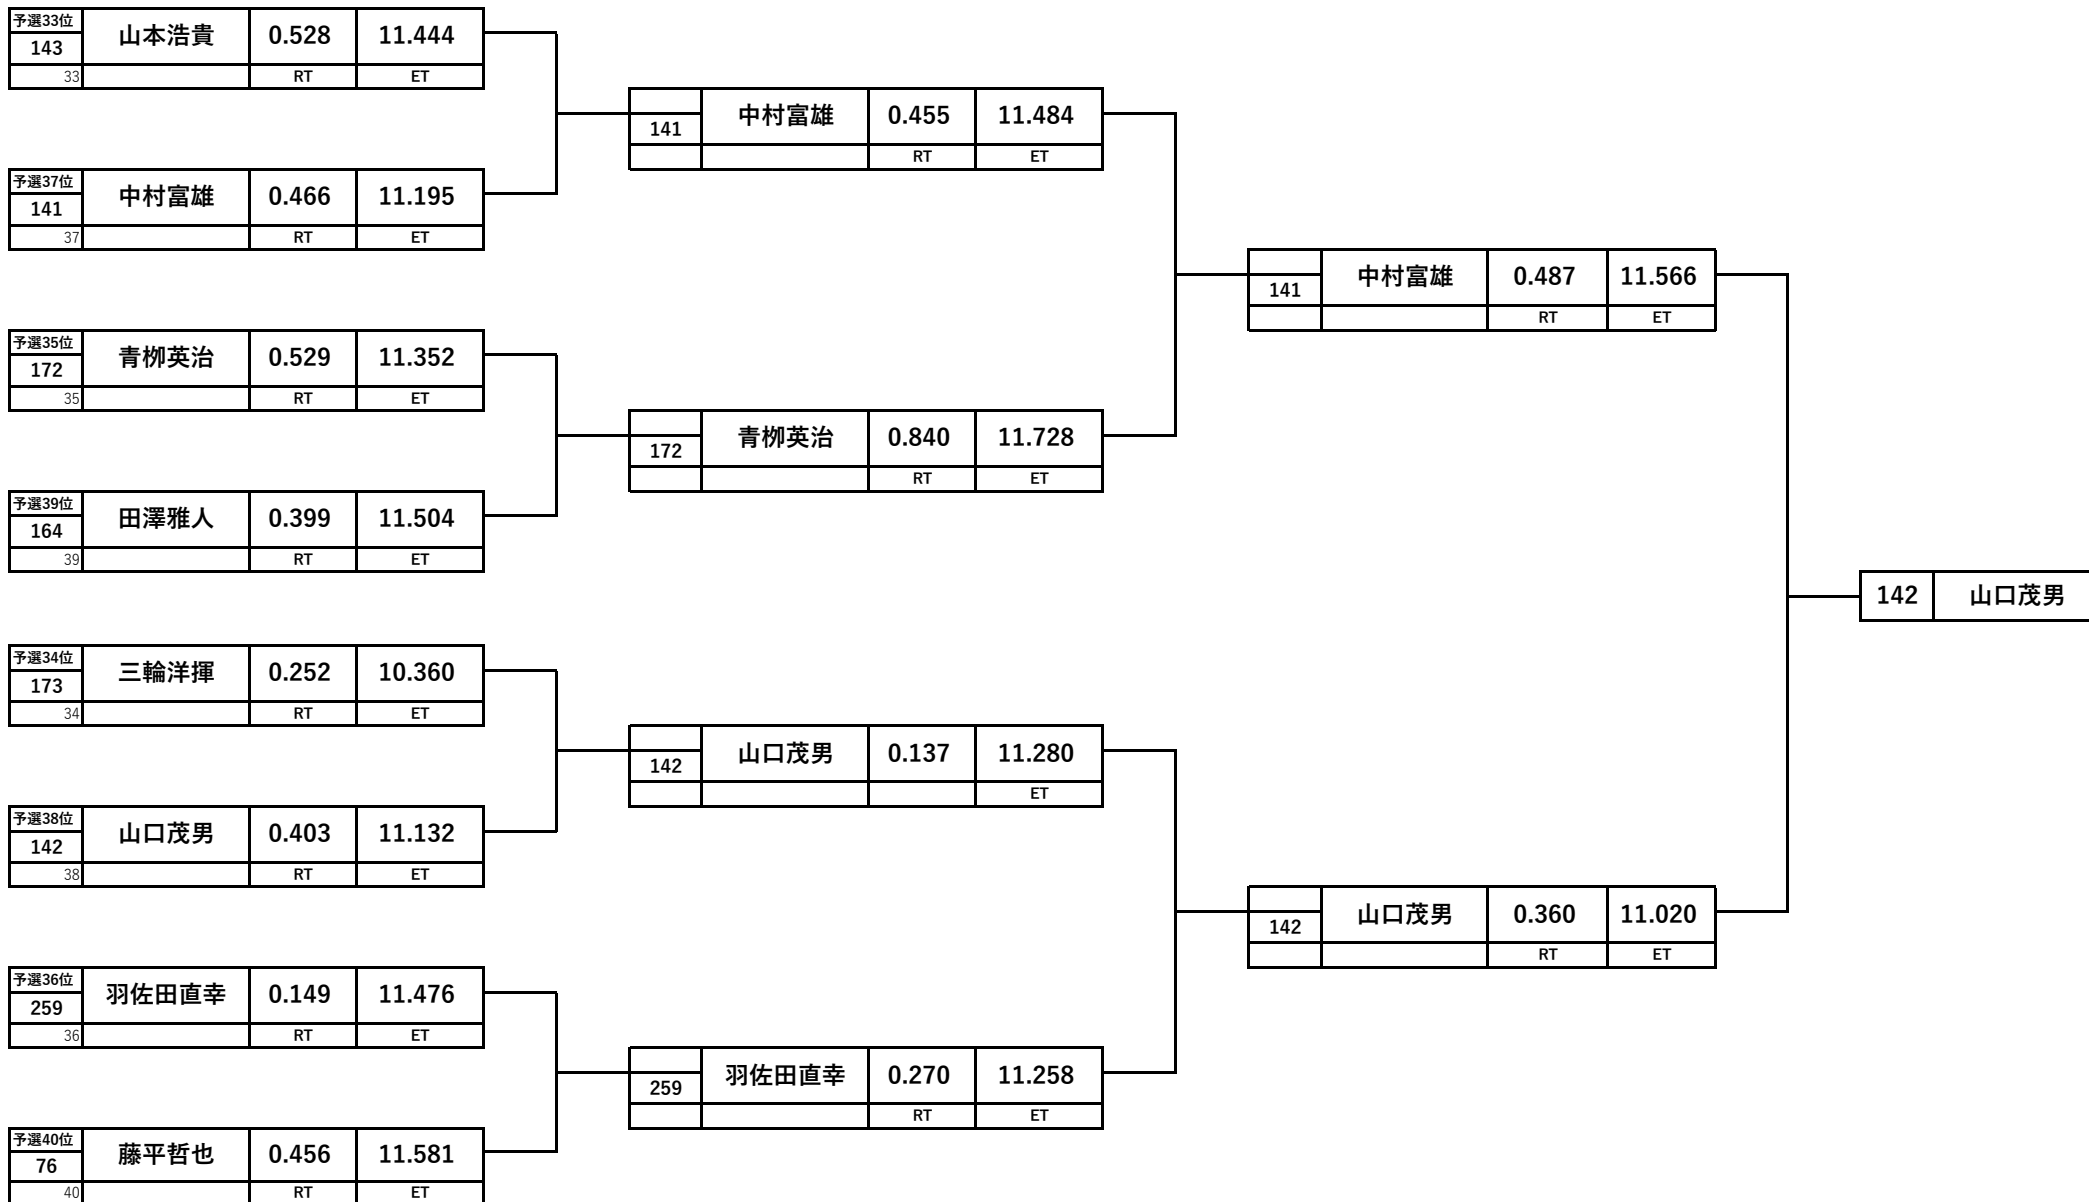 予選33位
143
山本浩貴
0.528
11.444
33
RT
ET
予選37位
141
中村富雄
0.466
11.195
37
RT
ET
予選35位
172
青栁英治
0.529
11.352
35
RT
ET
予選39位
164
田澤雅人
0.399
11.504
39
RT
ET
予選34位
173
三輪洋揮
0.252
10.360
34
RT
ET
予選38位
142
山口茂男
0.403
11.132
38
RT
ET
予選36位
259
羽佐田直幸
0.149
11.476
36
RT
ET
予選40位
76
藤平哲也
0.456
11.581
40
RT
ET
141
中村富雄
0.455
11.484
RT
ET
172
青栁英治
0.840
11.728
RT
ET
142
山口茂男
0.137
11.280
ET
259
羽佐田直幸
0.270
11.258
RT
ET
141
中村富雄
0.487
11.566
RT
ET
142
山口茂男
0.360
11.020
RT
ET
142
山口茂男